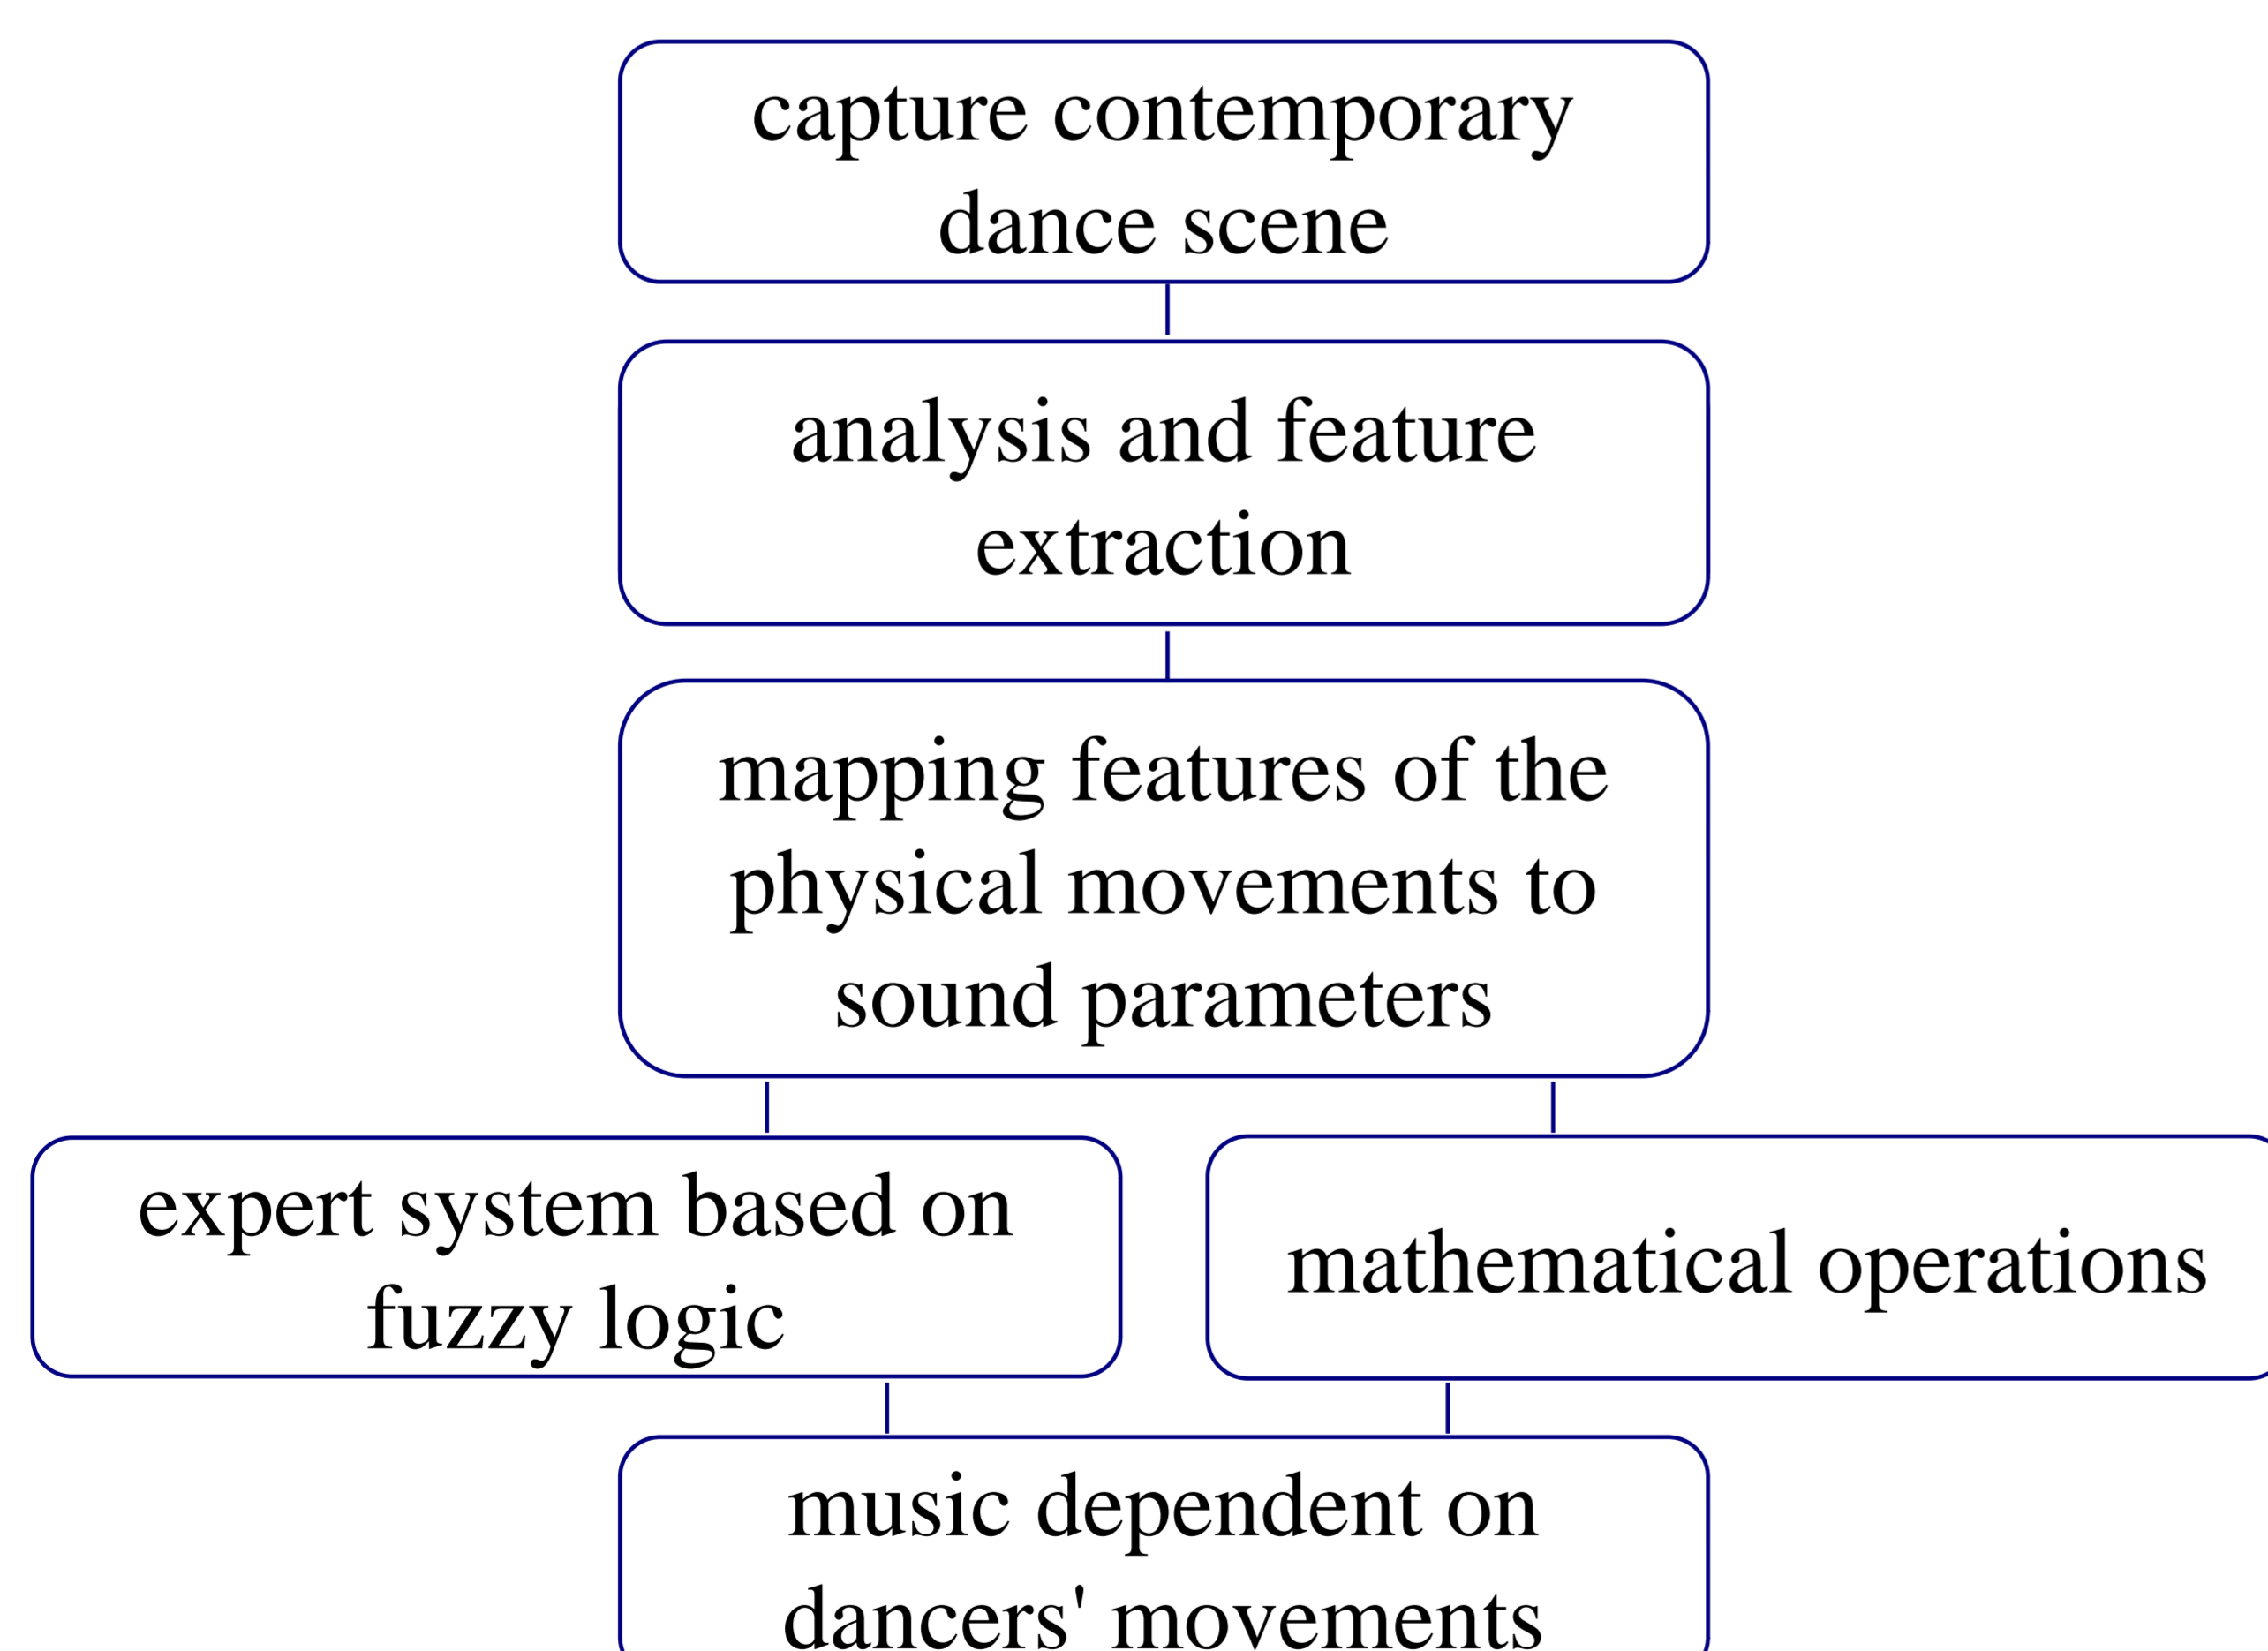 capture contemporary
dance scene
analysis and feature
extraction
mapping features of the
physical movements to
sound parameters
expert system based on
fuzzy logic
mathematical operations
music dependent on
dancers' movements